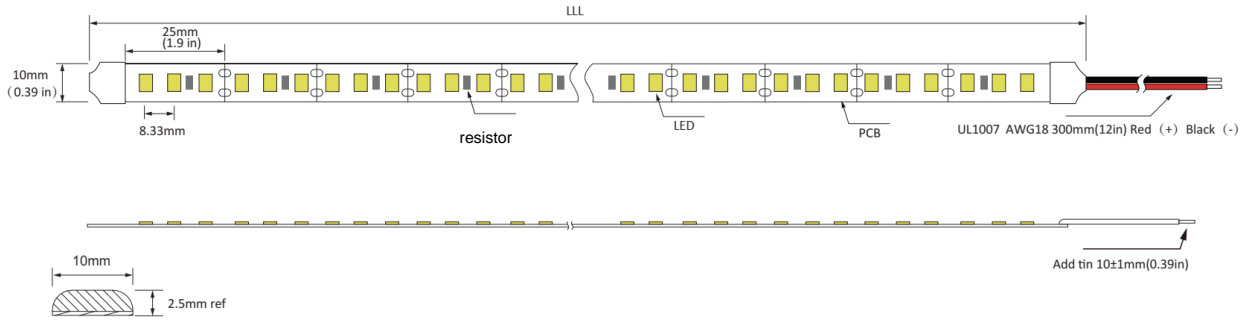 LLL
25mm
(1.9 in)
10mm
(0.39 in)
8.33mm
resistor
LED
PCB
UL1007 AWG18 300mm(12in) Red (+) Black (-)
Add tin 10±1mm(0.39in)
10mm
2.5mm ref